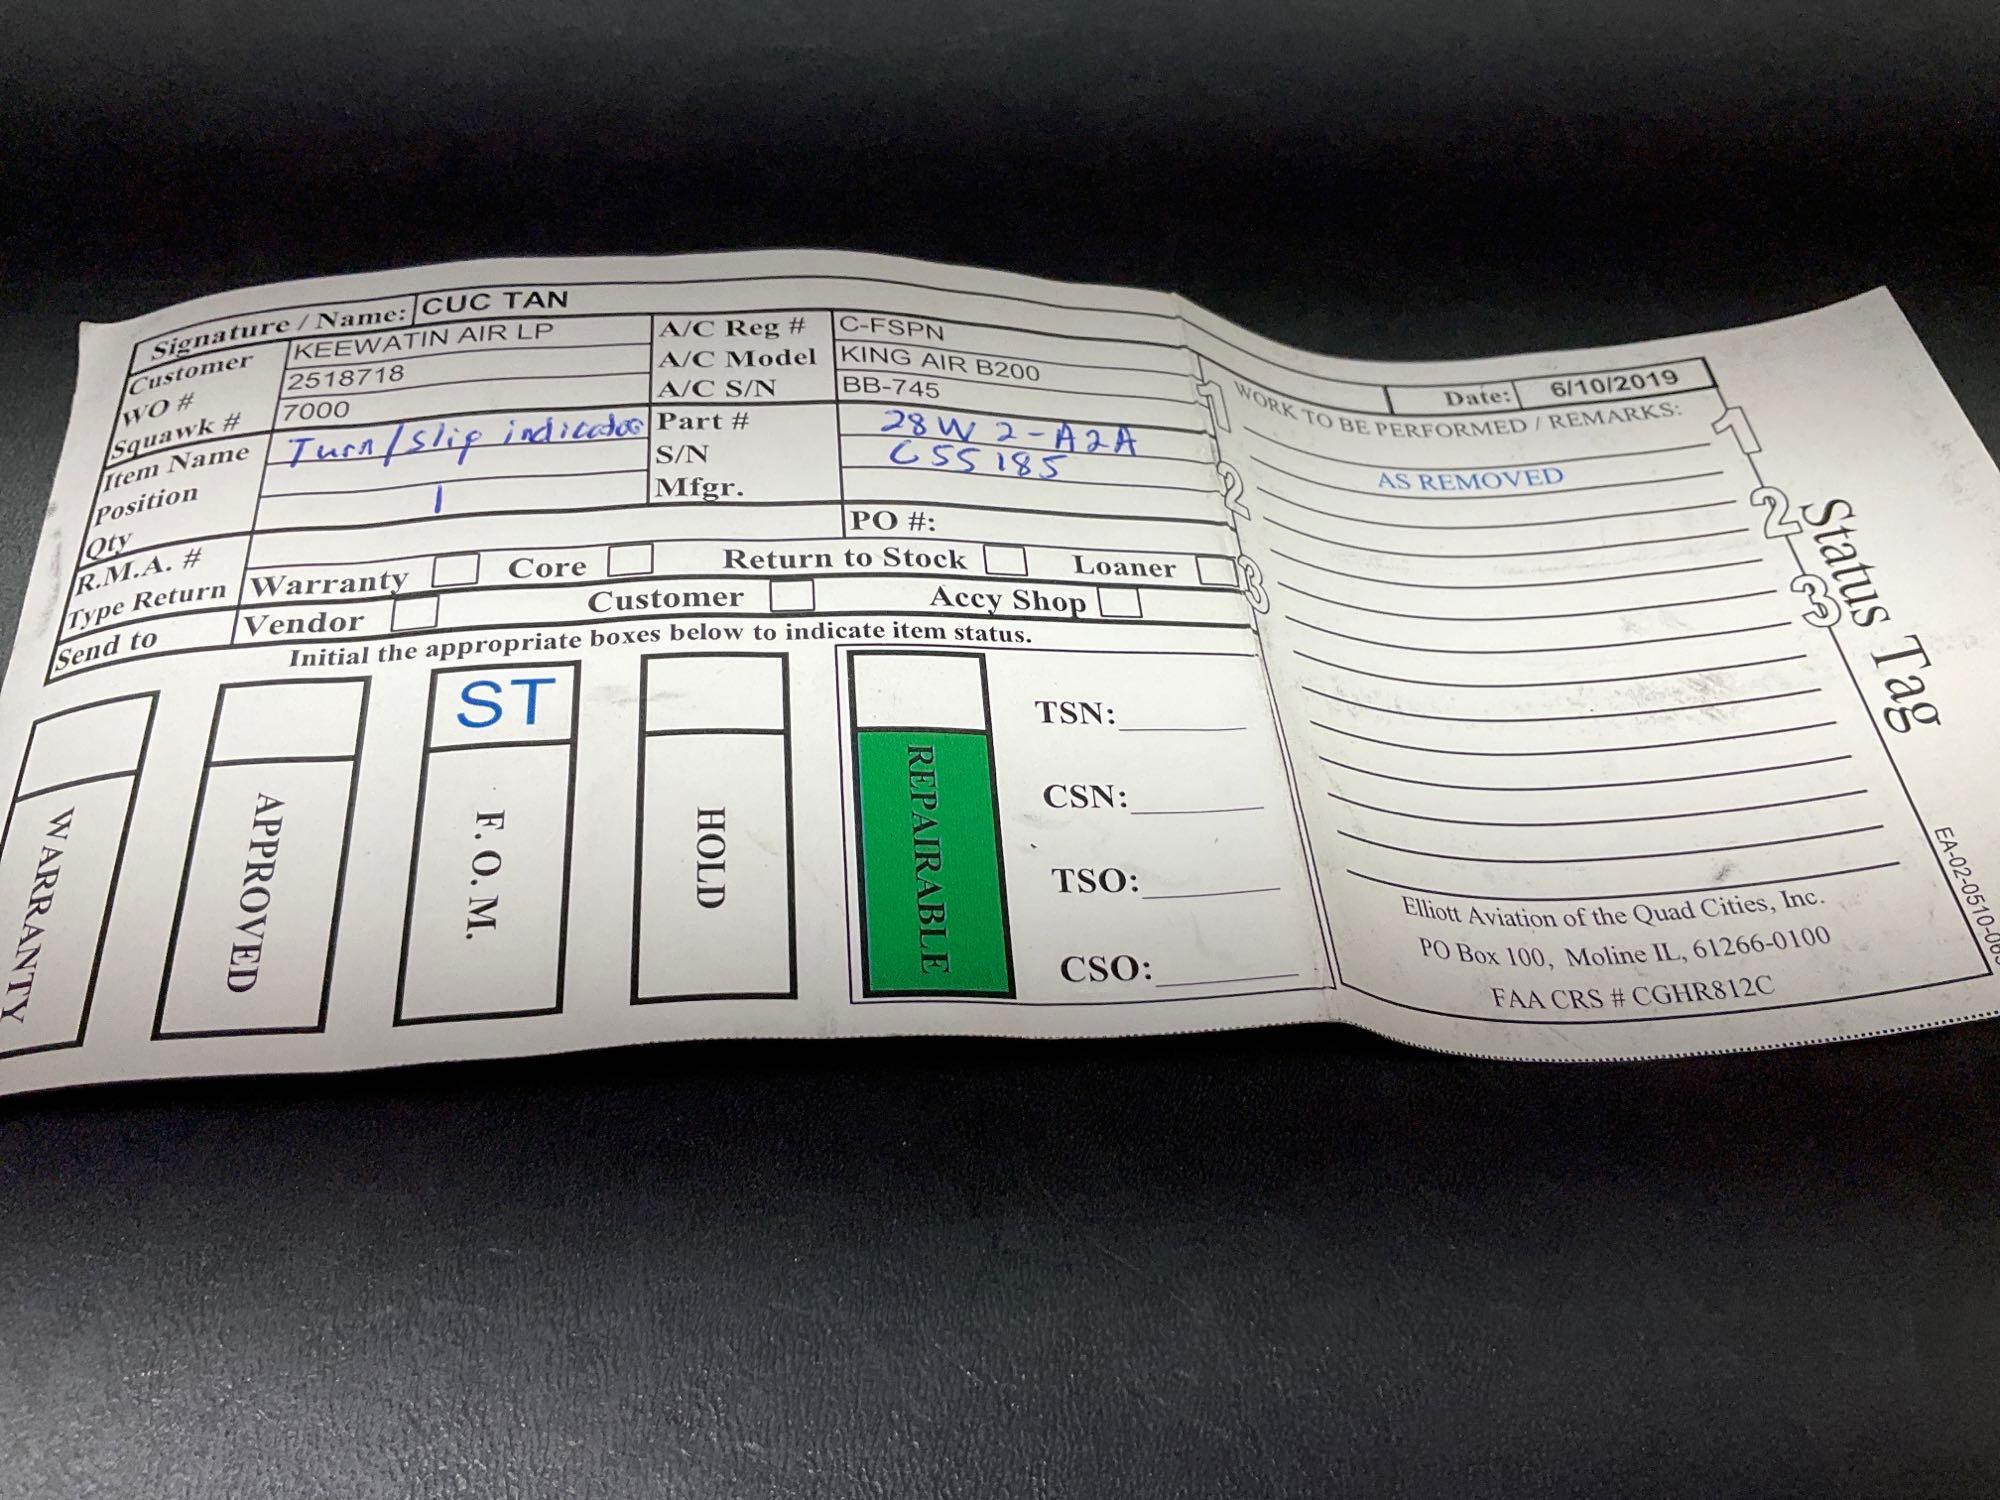 Signature / Name: CUC TAN
Customer KEEWATIN AIR LP A/C Reg # C-FSPN
WO # 2518718 A/C Model KING AIR B200
Squawk # 7000 A/C S/N BB-745
Item Name Turn/slip indicator Part # 28W2-A2A
Position S/N C55185
Qty 1 Mfgr.
R.M.A. # PO #:
Type Return Warranty Core Return to Stock Loaner
Send to Vendor Customer Accy Shop
Initial the appropriate boxes below to indicate item status.
WARRANTY
APPROVED
ST
F.O.M.
HOLD
REPAIRABLE
TSN:
CSN:
TSO:
CSO:
Date: 6/10/2019
WORK TO BE PERFORMED / REMARKS:
AS REMOVED
1 1
2 2
3 3
Status Tag
Elliott Aviation of the Quad Cities, Inc.
PO Box 100, Moline IL, 61266-0100
FAA CRS # CGHR812C